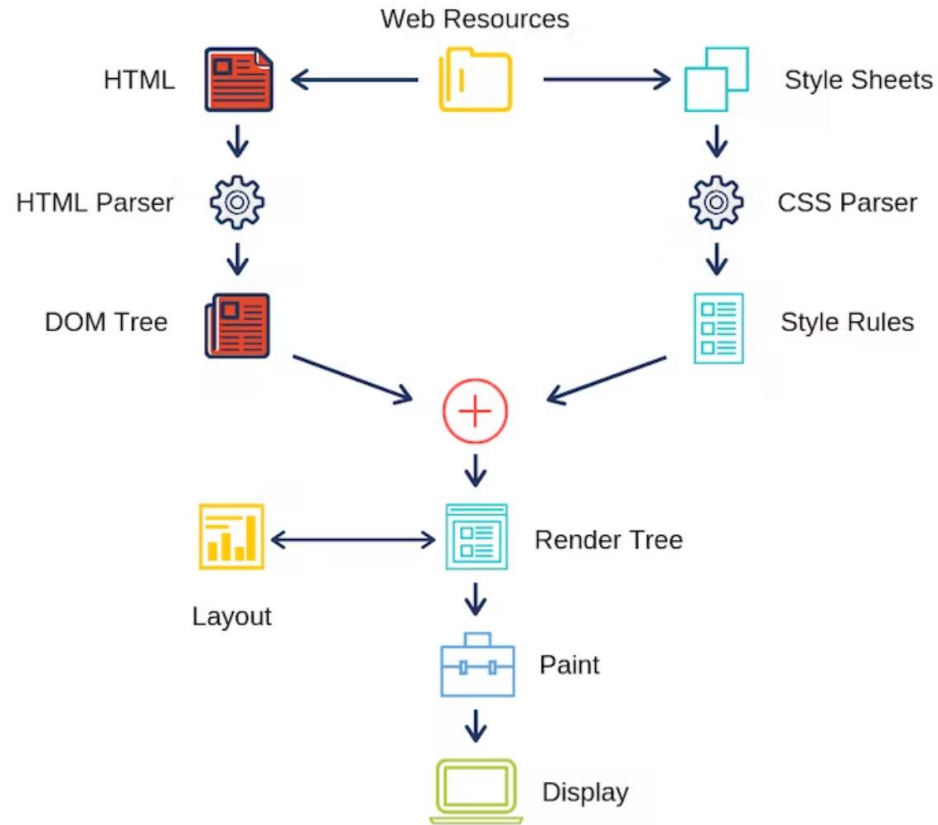 Web Resources
HTML
Style Sheets
HTML Parser
CSS Parser
DOM Tree
Style Rules
Render Tree
Layout
Paint
Display